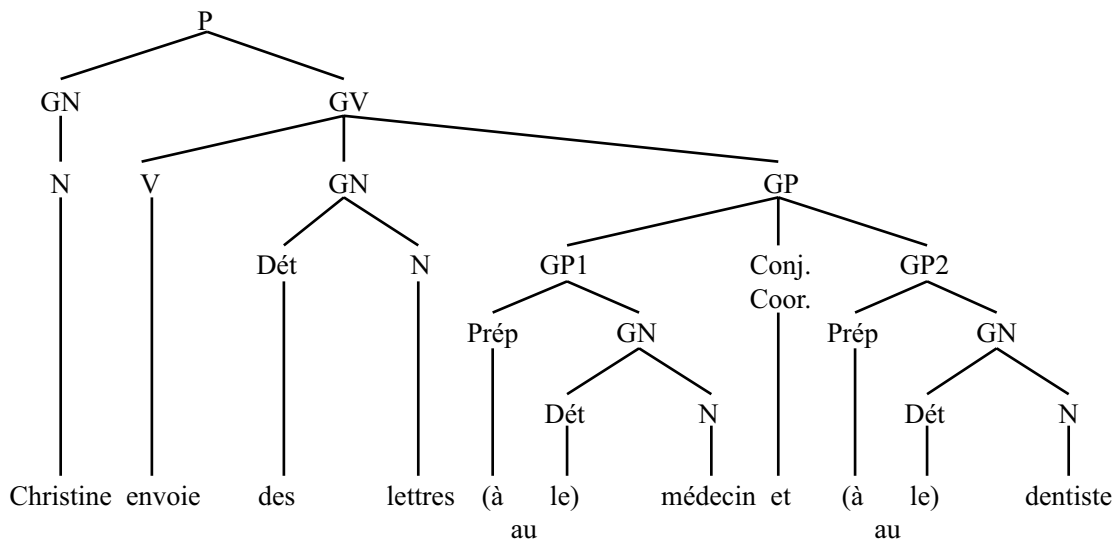 P
GN GV
N V GN GP
Dét N GP1 Conj. GP2
Coor.
Prép GN Prép GN
Dét N Dét N
Christine envoie des lettres (à le) médecin et (à le) dentiste
au au